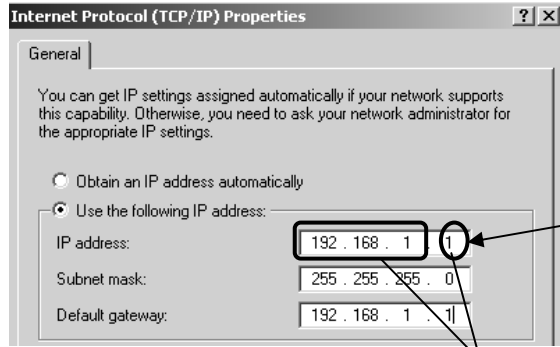 Internet Protocol (TCP/IP) Properties ? X
General
You can get IP settings assigned automatically if your network supports
this capability. Otherwise, you need to ask your network administrator for
the appropriate IP settings.
Obtain an IP address automatically
Use the following IP address:
IP address: 192 . 168 . 1 . 1
Subnet mask: 255 . 255 . 255 . 0
Default gateway: 192 . 168 . 1 . 1